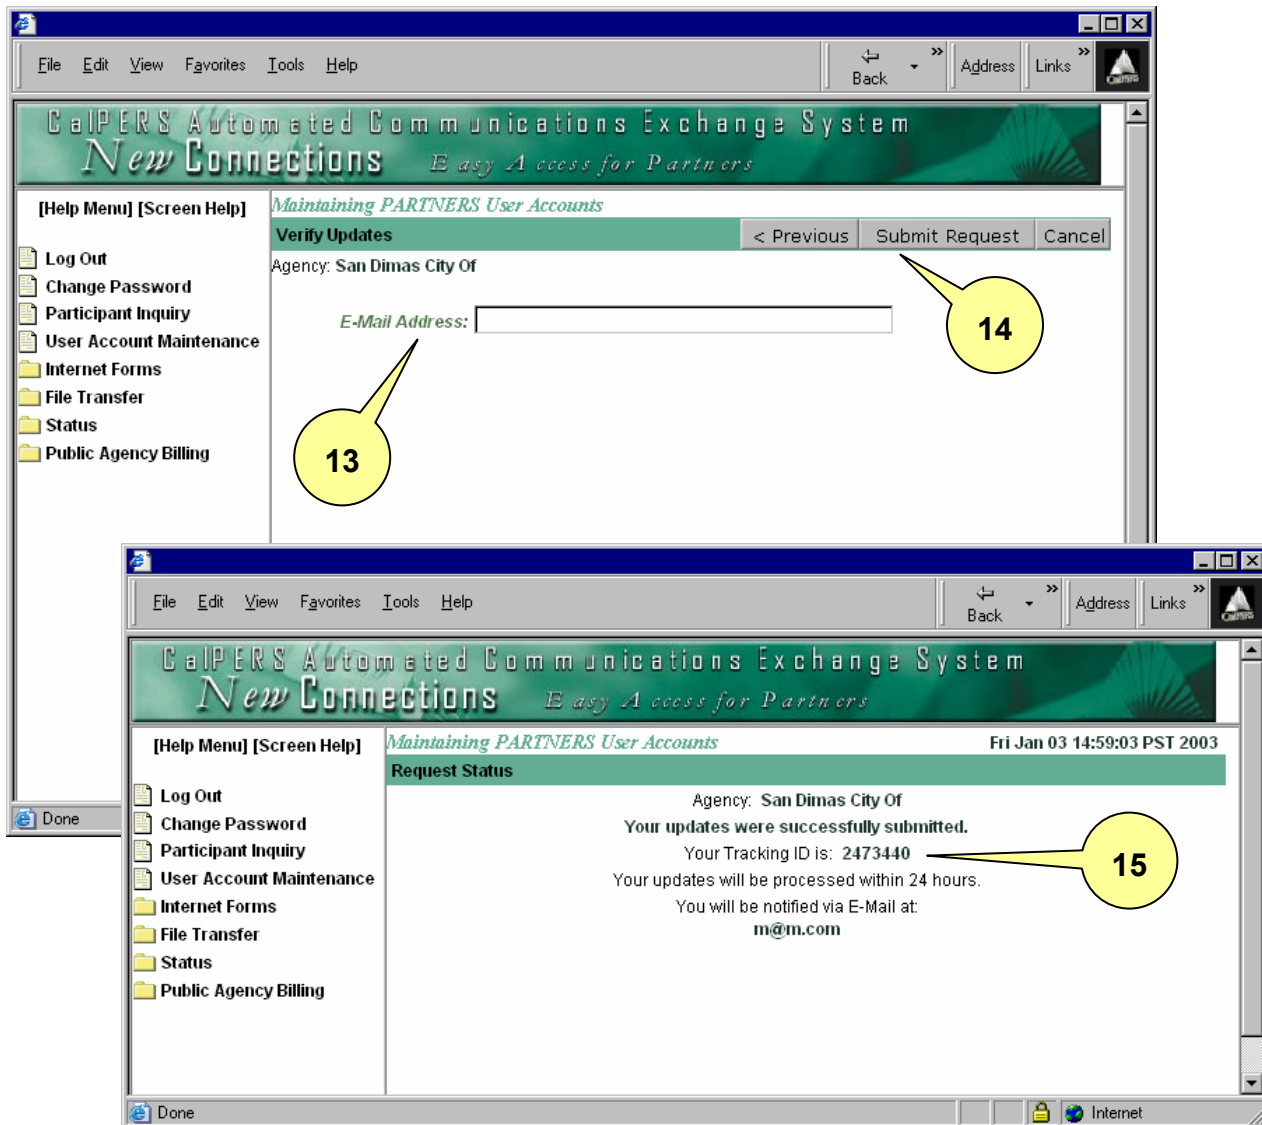 File Edit View Favorites Tools Help
Back » Address Links »
CalPERS
CalPERS Automated Communications Exchange System
New Connections Easy Access for Partners
[Help Menu] [Screen Help]
Maintaining PARTNERS User Accounts
Verify Updates
< Previous Submit Request Cancel
Agency: San Dimas City Of
Log Out
Change Password
Participant Inquiry
User Account Maintenance
Internet Forms
File Transfer
Status
Public Agency Billing
E-Mail Address:
14
13
Done
File Edit View Favorites Tools Help
Back » Address Links »
CalPERS
CalPERS Automated Communications Exchange System
New Connections Easy Access for Partners
[Help Menu] [Screen Help]
Maintaining PARTNERS User Accounts
Fri Jan 03 14:59:03 PST 2003
Request Status
Log Out
Change Password
Participant Inquiry
User Account Maintenance
Internet Forms
File Transfer
Status
Public Agency Billing
Agency: San Dimas City Of
Your updates were successfully submitted.
Your Tracking ID is: 2473440
Your updates will be processed within 24 hours.
You will be notified via E-Mail at:
m@m.com
15
Done
Internet